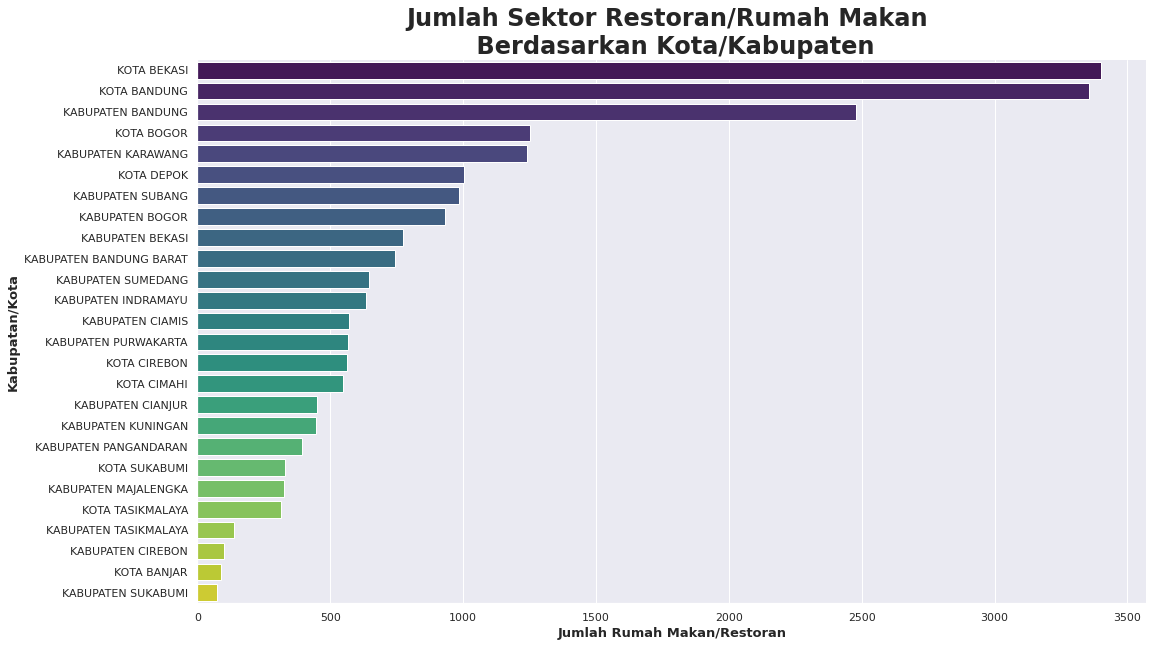 Jumlah Sektor Restoran/Rumah Makan
Berdasarkan Kota/Kabupaten
KOTA BEKASI
KOTA BANDUNG
KABUPATEN BANDUNG
KOTA BOGOR
KABUPATEN KARAWANG
KOTA DEPOK
KABUPATEN SUBANG
KABUPATEN BOGOR
KABUPATEN BEKASI
KABUPATEN BANDUNG BARAT
KABUPATEN SUMEDANG
KABUPATEN INDRAMAYU
KABUPATEN CIAMIS
KABUPATEN PURWAKARTA
KOTA CIREBON
KOTA CIMAHI
KABUPATEN CIANJUR
KABUPATEN KUNINGAN
KABUPATEN PANGANDARAN
KOTA SUKABUMI
KABUPATEN MAJALENGKA
KOTA TASIKMALAYA
KABUPATEN TASIKMALAYA
KABUPATEN CIREBON
KOTA BANJAR
KABUPATEN SUKABUMI
Kabupatan/Kota
0 500 1000 1500 2000 2500 3000 3500
Jumlah Rumah Makan/Restoran